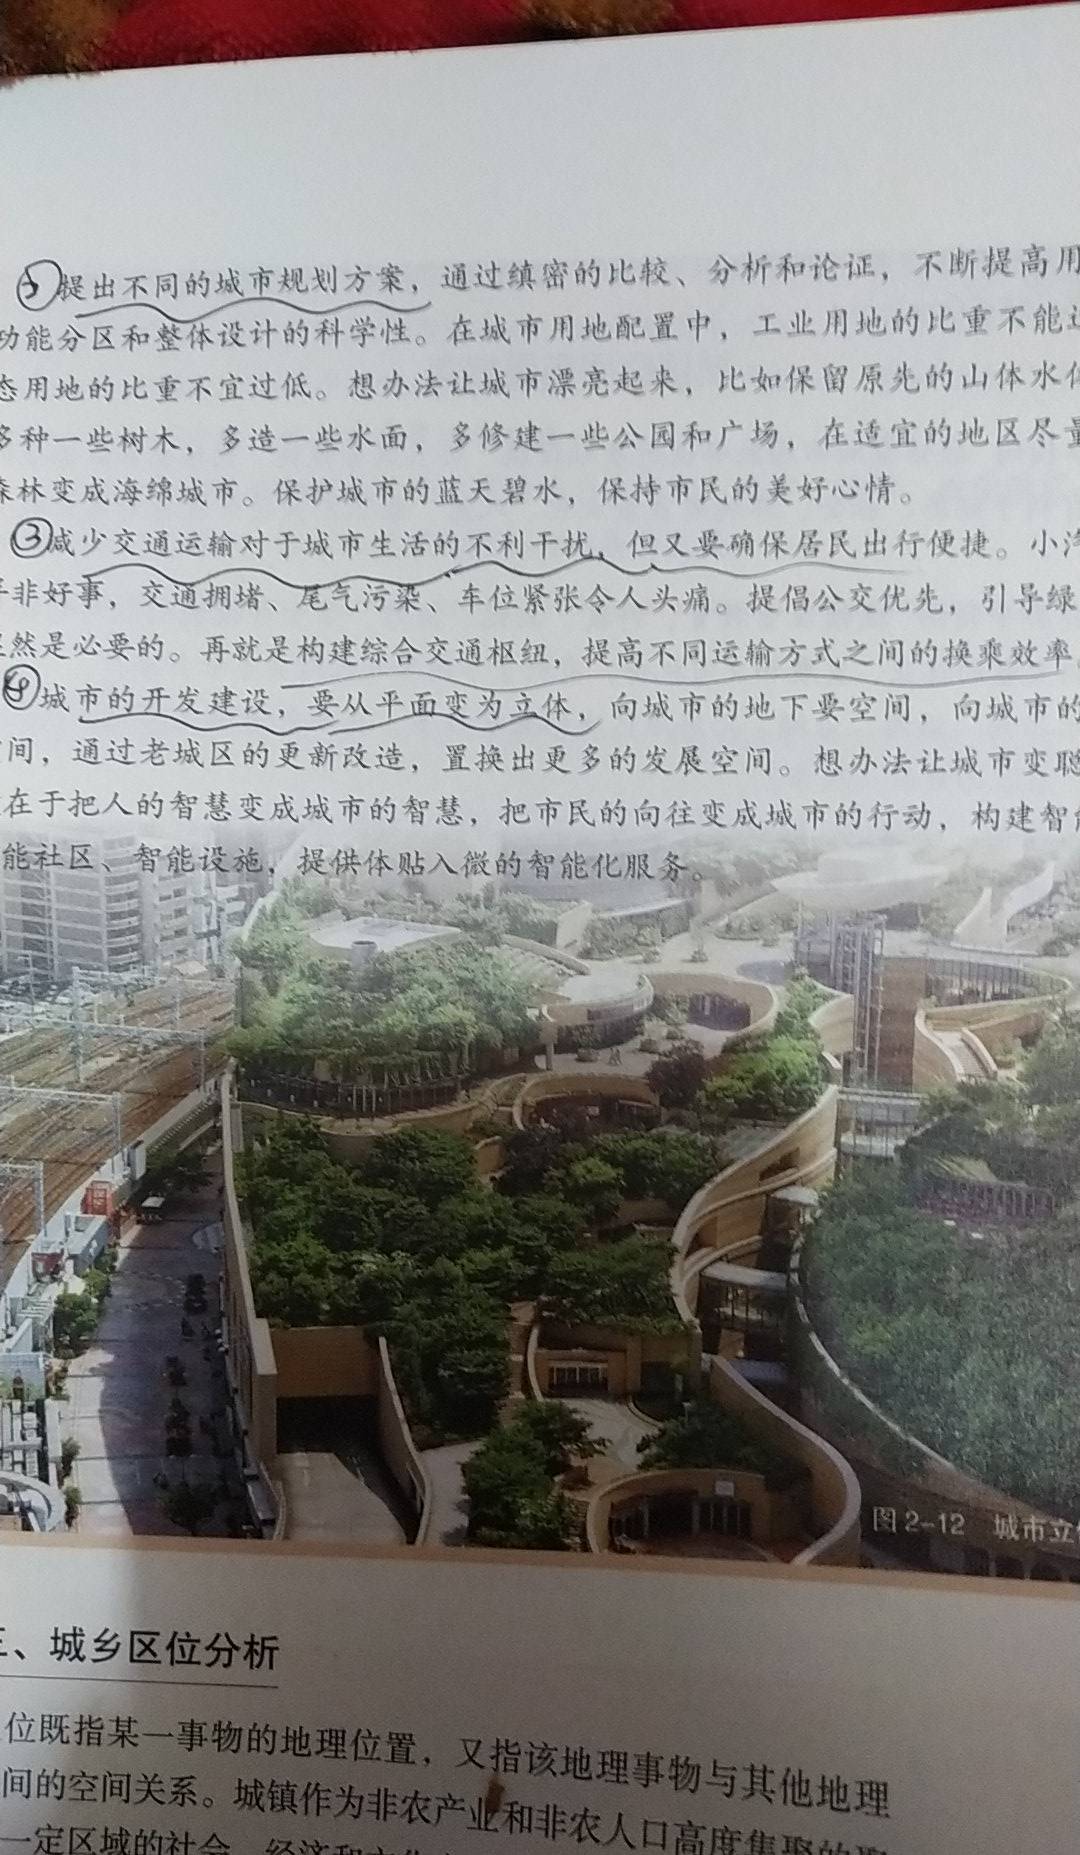 提出不同的城市规划方案，通过缜密的比较、分析和论证，不断提高用
功能分区和整体设计的科学性。在城市用地配置中，工业用地的比重不能过
态用地的比重不宜过低。想办法让城市漂亮起来，比如保留原先的山体水体
多种一些树木，多造一些水面，多修建一些公园和广场，在适宜的地区尽量
森林变成海绵城市。保护城市的蓝天碧水，保持市民的美好心情。
③减少交通运输对于城市生活的不利干扰，但又要确保居民出行便捷。小汽
非好事，交通拥堵、尾气污染、车位紧张令人头痛。提倡公交优先，引导绿
然是必要的。再就是构建综合交通枢纽，提高不同运输方式之间的换乘效率
④城市的开发建设，要从平面变为立体，向城市的地下要空间，向城市的
间，通过老城区的更新改造，置换出更多的发展空间。想办法让城市变聪
在于把人的智慧变成城市的智慧，把市民的向往变成城市的行动，构建智能
能社区、智能设施，提供体贴入微的智能化服务。
图2-12 城市立
三、城乡区位分析
位既指某一事物的地理位置，又指该地理事物与其他地理
间的空间关系。城镇作为非农产业和非农人口高度集聚的
一定区域的社会、经济和文化